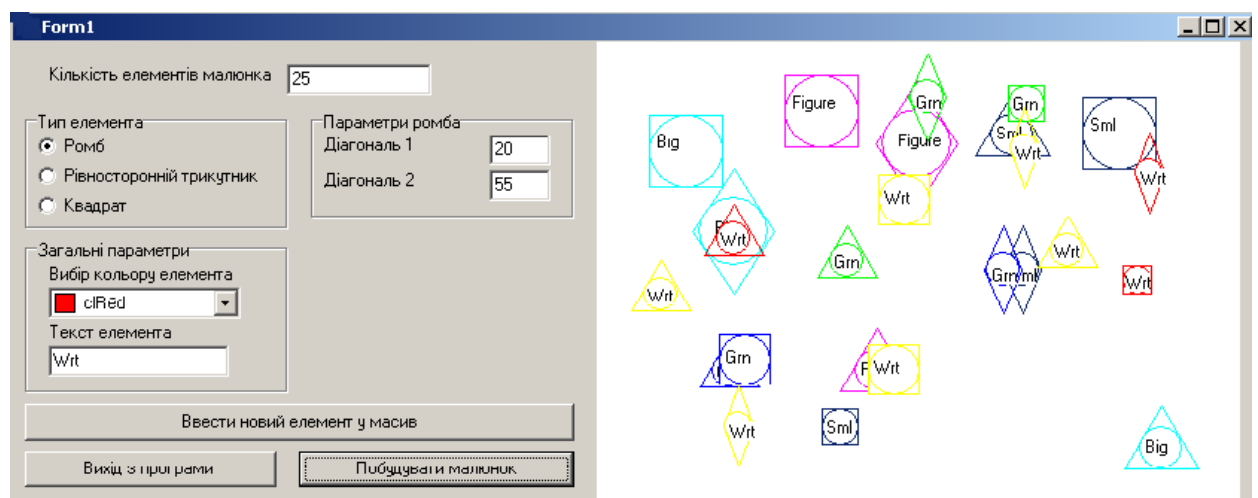 Form1
Кількість елементів малюнка 25
Тип елемента
Ромб
Рівносторонній трикутник
Квадрат
Параметри ромба
Діагональ 1 20
Діагональ 2 55
Загальні параметри
Вибір кольору елемента
clRed
Текст елемента
Wrt
Ввести новий елемент у масив
Вихід з програми
Побудувати малюнок
Figure
Grn
Grn
Big
Figure
Sml
Sml
Wrt
Wrt
Wrt
Wrt
Grn
Wrt
Wrt
Grn
Wrt
Grn
Wrt
Wrt
Sml
Big